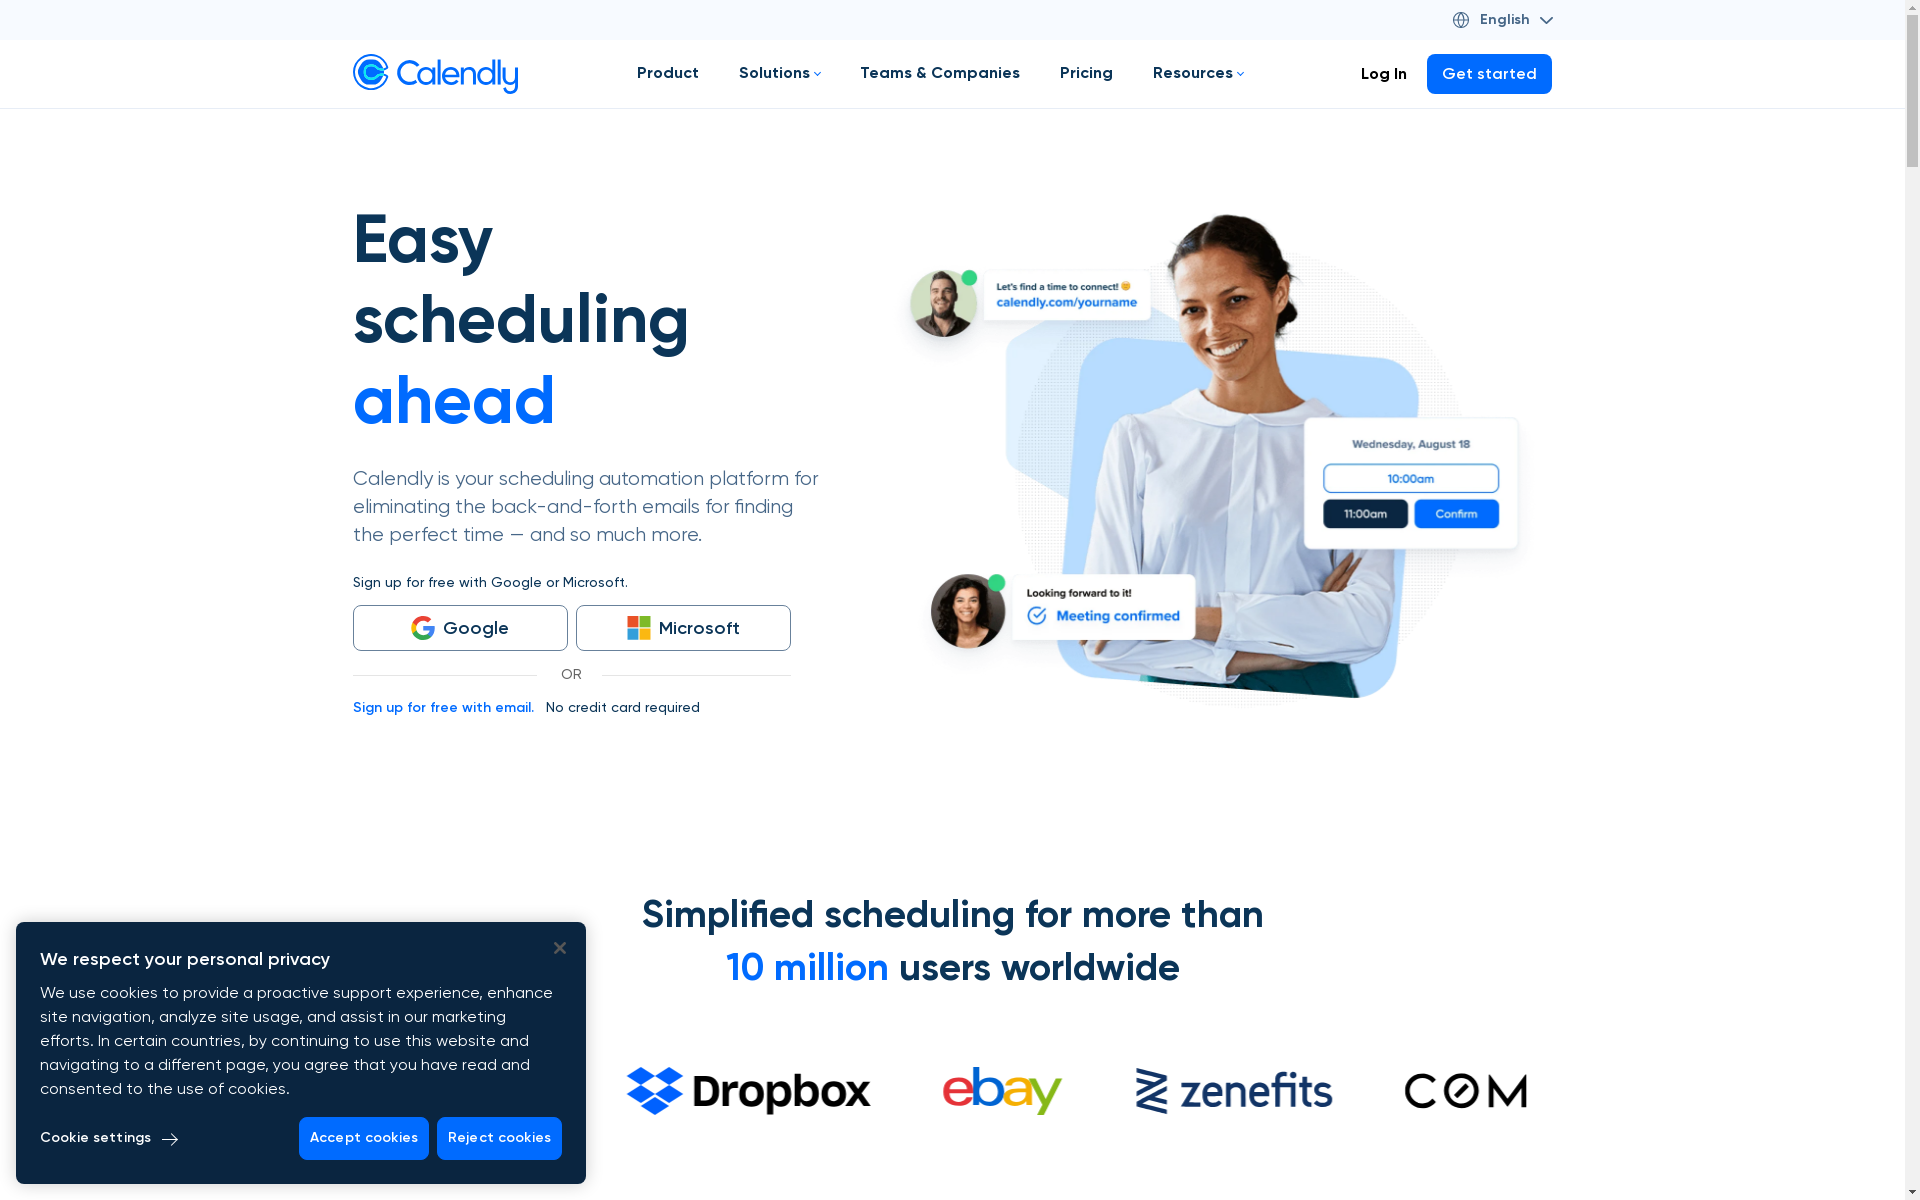 English
Calendly
Product
Solutions
Teams & Companies
Pricing
Resources
Log In
Get started
Easy
scheduling
ahead
Calendly is your scheduling automation platform for
eliminating the back-and-forth emails for finding
the perfect time — and so much more.
Sign up for free with Google or Microsoft.
Google
Microsoft
OR
Sign up for free with email. No credit card required
Let's find a time to connect! 😊
calendly.com/yourname
Wednesday, August 18
10:00am
11:00am
Confirm
Looking forward to it!
Meeting confirmed
Simplified scheduling for more than
10 million users worldwide
Dropbox
ebay
zenefits
COM
We respect your personal privacy
We use cookies to provide a proactive support experience, enhance
site navigation, analyze site usage, and assist in our marketing
efforts. In certain countries, by continuing to use this website and
navigating to a different page, you agree that you have read and
consented to the use of cookies.
Cookie settings
Accept cookies
Reject cookies